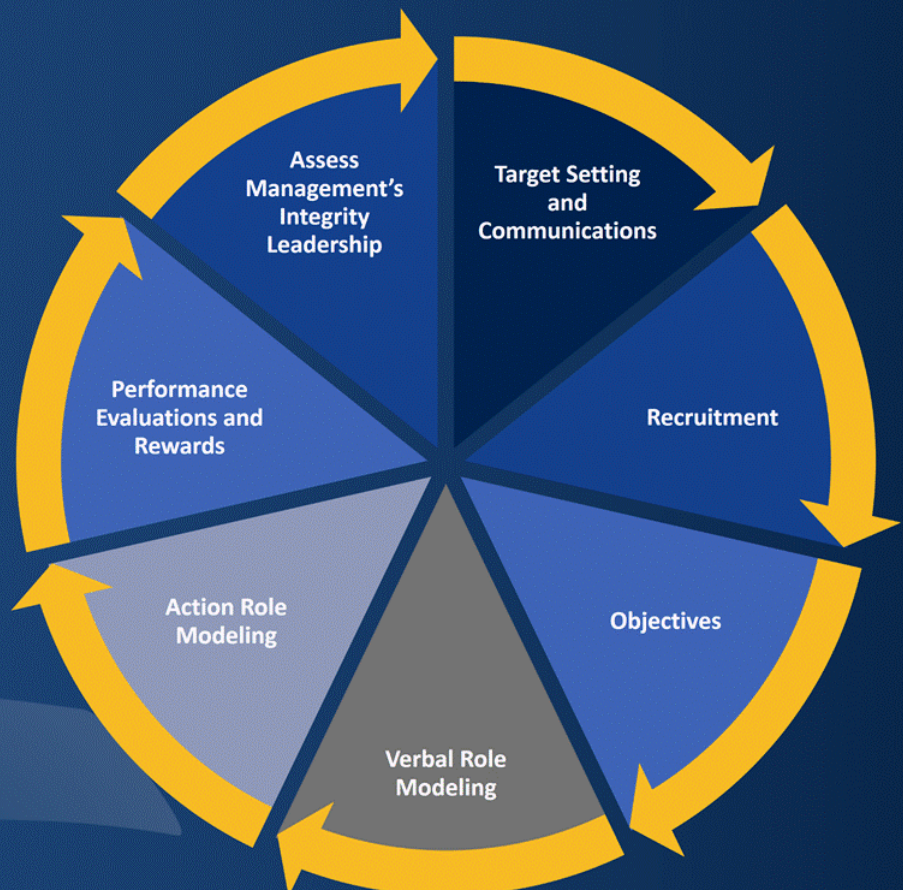 Target Setting
and
Communications
Recruitment
Objectives
Verbal Role
Modeling
Action Role
Modeling
Performance
Evaluations and
Rewards
Assess
Management's
Integrity
Leadership